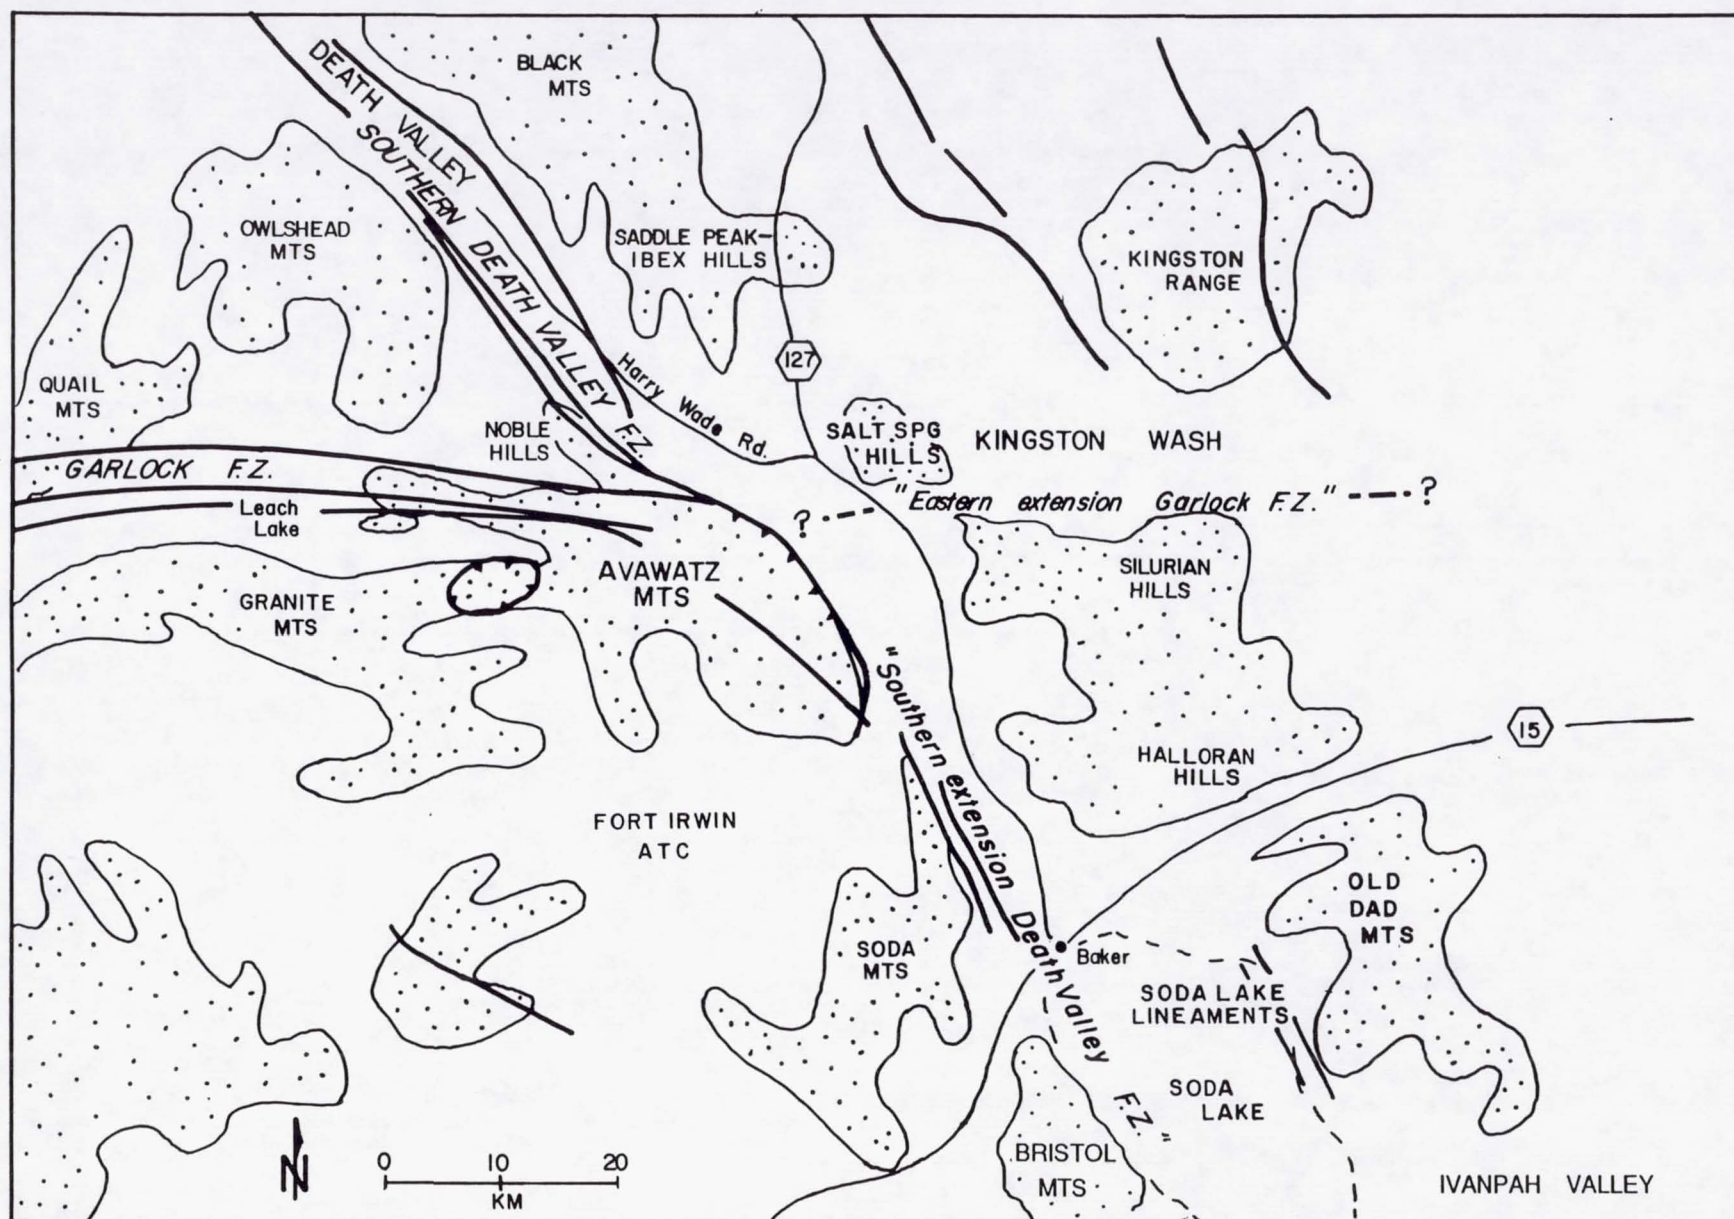 BLACK
MTS
DEATH VALLEY
SOUTHERN DEATH VALLEY F.Z.
OWLSHEAD
MTS
SADDLE PEAK-
IBEX HILLS
KINGSTON
RANGE
127
Harry Wade Rd.
QUAIL
MTS
NOBLE
HILLS
SALT SPG
HILLS
KINGSTON WASH
GARLOCK F.Z.
"Eastern extension Garlock F.Z." ?
?
Leach
Lake
AVAWATZ
MTS
SILURIAN
HILLS
GRANITE
MTS
"Southern extension Death Valley F.Z."
15
HALLORAN
HILLS
FORT IRWIN
ATC
OLD
DAD
MTS
SODA
MTS
Baker
SODA LAKE
LINEAMENTS
SODA
LAKE
BRISTOL
MTS
IVANPAH VALLEY
N
0 10 20
KM